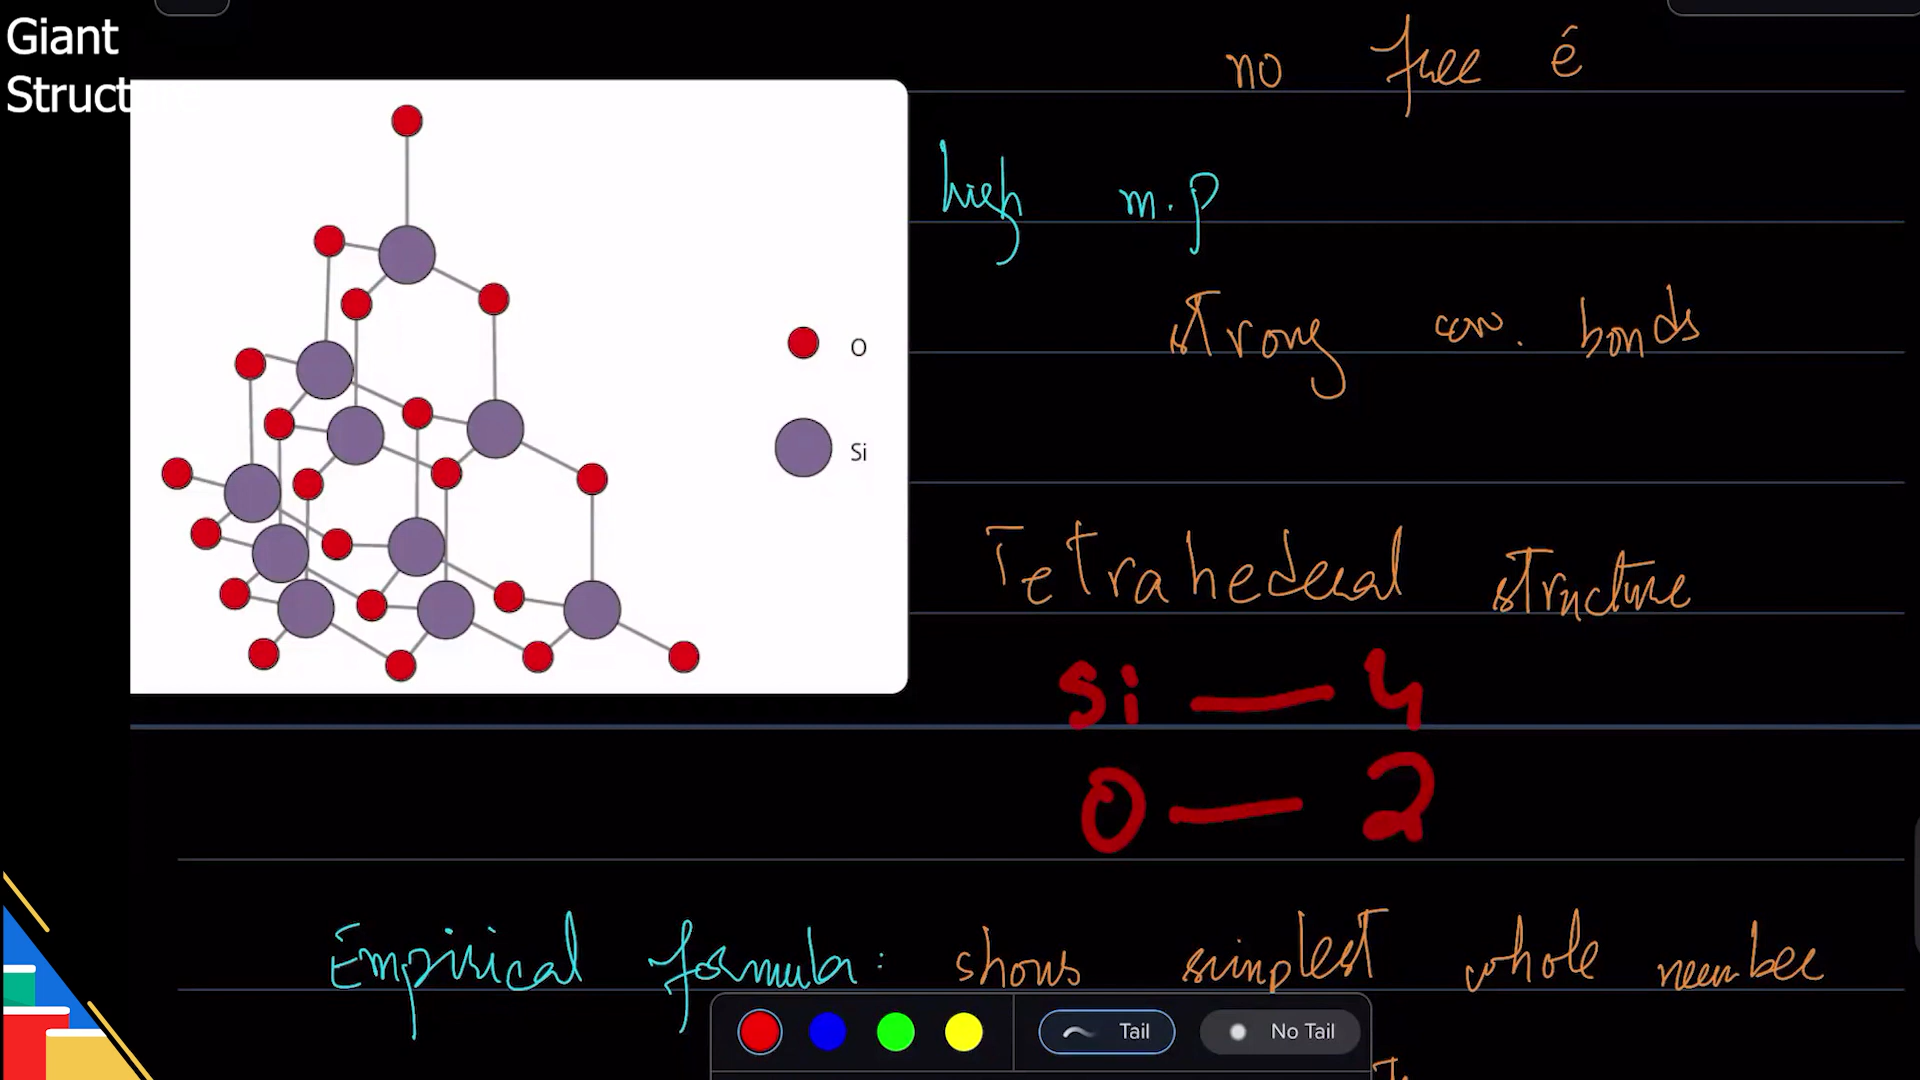 Giant
Struct
no free é
high m.p
strong cov. bonds
O
Si
Tetrahederal structure
Si — 4
O — 2
Empirical formula: shows simplest whole number
Tail
No Tail